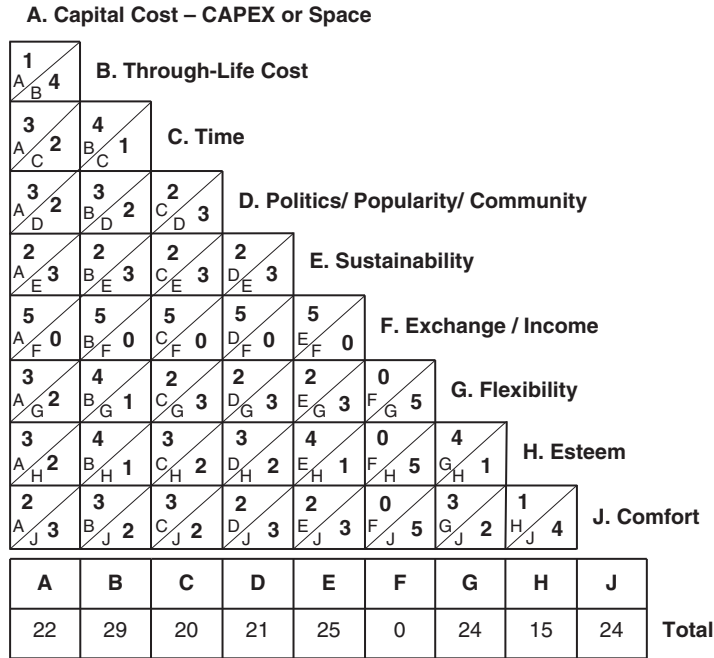 A. Capital Cost – CAPEX or Space
1 A B 4 B. Through-Life Cost
3 A C 2 4 B C 1 C. Time
3 A D 2 3 B D 2 2 C D 3 D. Politics/ Popularity/ Community
2 A E 3 2 B E 3 2 C E 3 2 D E 3 E. Sustainability
5 A F 0 5 B F 0 5 C F 0 5 D F 0 5 E F 0 F. Exchange / Income
3 A G 2 4 B G 1 2 C G 3 2 D G 3 2 E G 3 0 F G 5 G. Flexibility
3 A H 2 4 B H 1 3 C H 2 3 D H 2 4 E H 1 0 F H 5 4 G H 1 H. Esteem
2 A J 3 3 B J 2 3 C J 2 2 D J 3 2 E J 3 0 F J 5 3 G J 2 1 H J 4 J. Comfort
A B C D E F G H J
22 29 20 21 25 0 24 15 24 Total